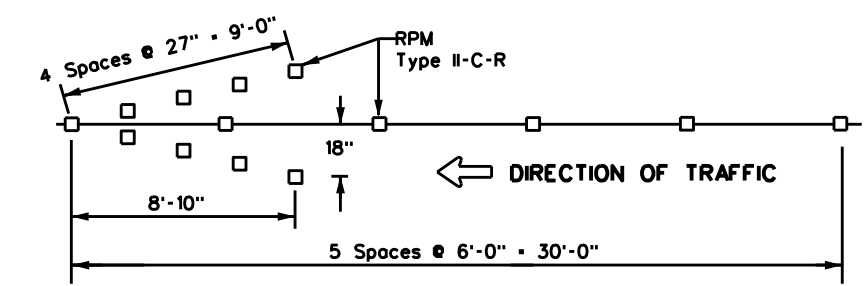 4 Spaces @ 27" = 9'-0"
RPM
Type II-C-R
18"
DIRECTION OF TRAFFIC
8'-10"
5 Spaces @ 6'-0" = 30'-0"